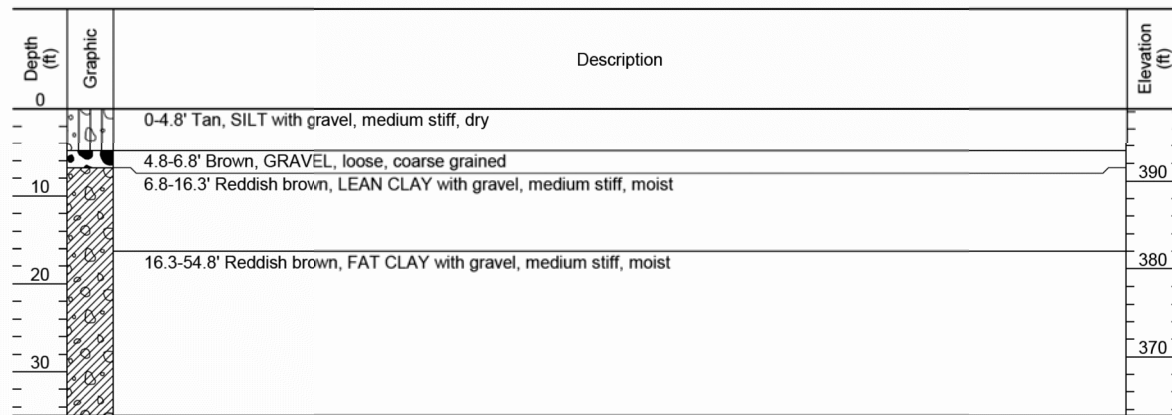 Depth
(ft)
Graphic
Description
Elevation
(ft)
0
0-4.8' Tan, SILT with gravel, medium stiff, dry
4.8-6.8' Brown, GRAVEL, loose, coarse grained
390
6.8-16.3' Reddish brown, LEAN CLAY with gravel, medium stiff, moist
10
16.3-54.8' Reddish brown, FAT CLAY with gravel, medium stiff, moist
380
20
370
30